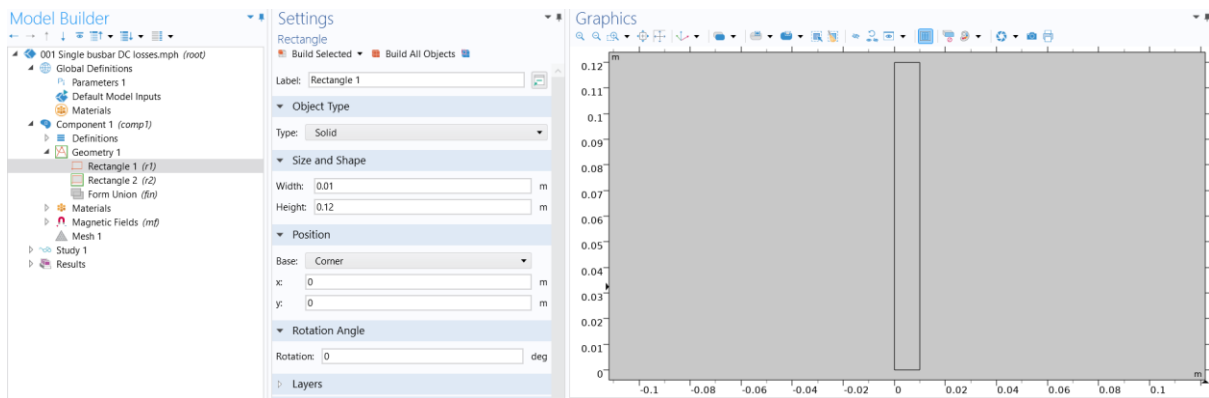 Model Builder
001 Single busbar DC losses.mph (root)
Global Definitions
Pi Parameters 1
Default Model Inputs
Materials
Component 1 (comp1)
Definitions
Geometry 1
Rectangle 1 (r1)
Rectangle 2 (r2)
Form Union (fin)
Materials
Magnetic Fields (mf)
Mesh 1
Study 1
Results
Settings
Rectangle
Build Selected Build All Objects
Label: Rectangle 1
Object Type
Type: Solid
Size and Shape
Width: 0.01 m
Height: 0.12 m
Position
Base: Corner
x: 0 m
y: 0 m
Rotation Angle
Rotation: 0 deg
Layers
Graphics
m
0.12
0.11
0.1
0.09
0.08
0.07
0.06
0.05
0.04
0.03
0.02
0.01
0
m
-0.1 -0.08 -0.06 -0.04 -0.02 0 0.02 0.04 0.06 0.08 0.1